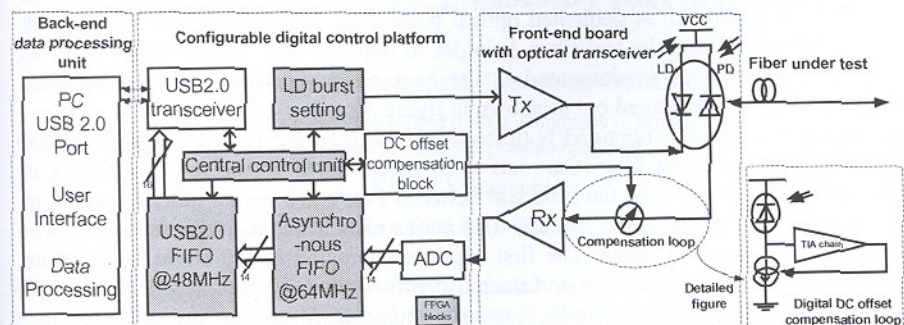 Back-end
data processing
unit
PC
USB 2.0
Port
User
Interface
Data
Processing
Configurable digital control platform
USB2.0
transceiver
LD burst
setting
Central control unit
DC offset
compensation
block
16
USB2.0
FIFO
@48MHz
14
Asynchro
-nous
FIFO
@64MHz
14
ADC
FPGA
blocks
Front-end board
with optical transceiver
VCC
LD
PD
Tx
Rx
Compensation loop
Fiber under test
Detailed
figure
TIA chain
Digital DC offset
compensation loop